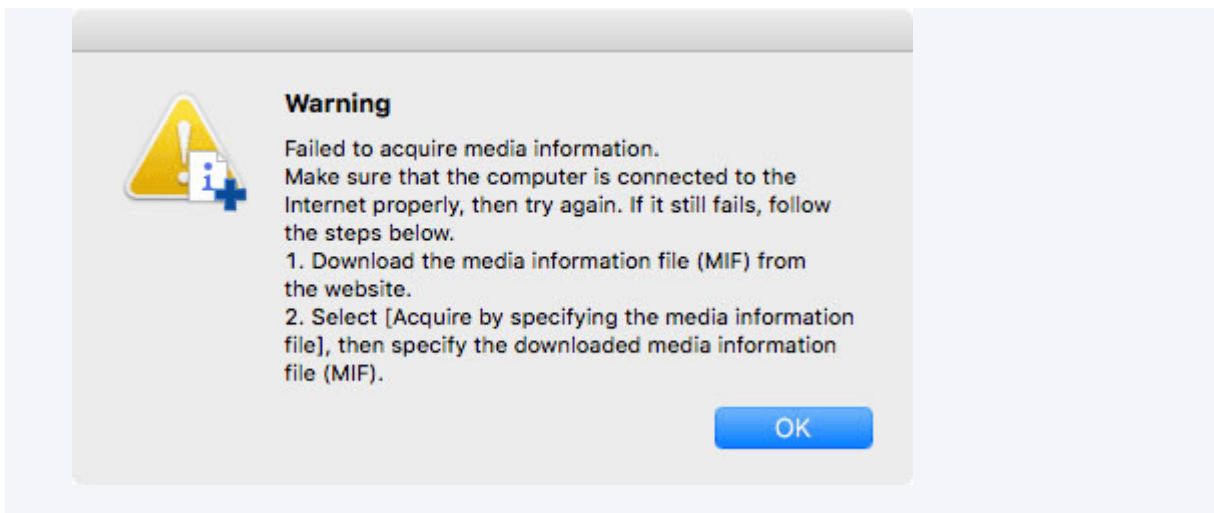 Warning
Failed to acquire media information.
Make sure that the computer is connected to the
Internet properly, then try again. If it still fails, follow
the steps below.
1. Download the media information file (MIF) from
the website.
2. Select [Acquire by specifying the media information
file], then specify the downloaded media information
file (MIF).
OK